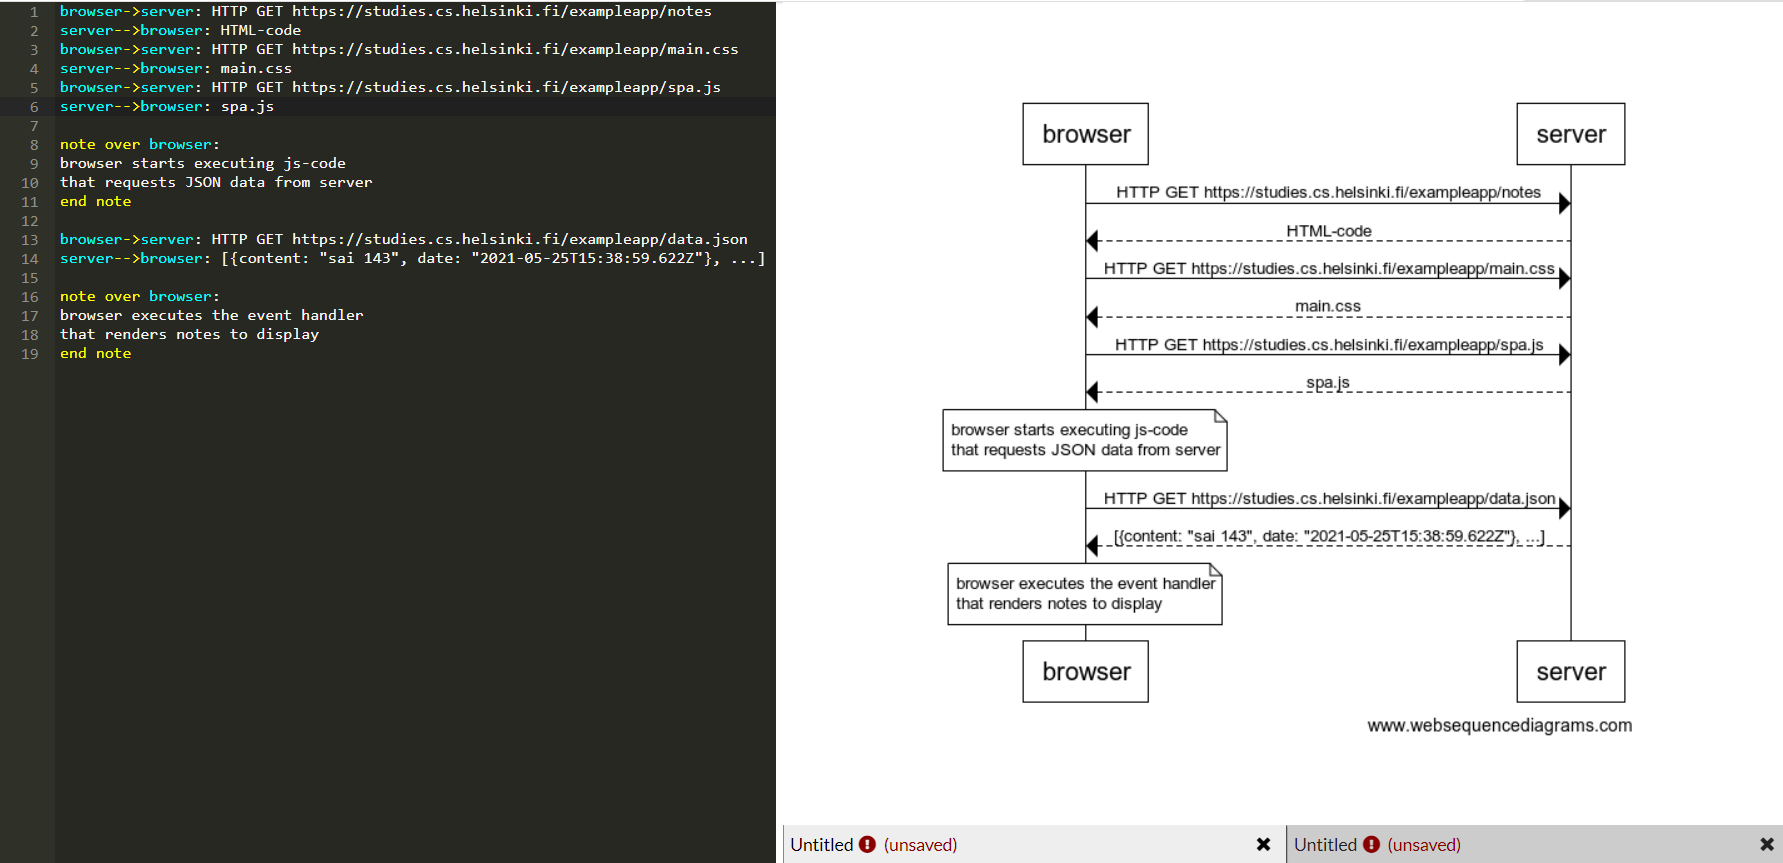 1 browser->server: HTTP GET https://studies.cs.helsinki.fi/exampleapp/notes
2 server-->browser: HTML-code
3 browser->server: HTTP GET https://studies.cs.helsinki.fi/exampleapp/main.css
4 server-->browser: main.css
5 browser->server: HTTP GET https://studies.cs.helsinki.fi/exampleapp/spa.js
6 server-->browser: spa.js
7
8 note over browser:
9 browser starts executing js-code
10 that requests JSON data from server
11 end note
12
13 browser->server: HTTP GET https://studies.cs.helsinki.fi/exampleapp/data.json
14 server-->browser: [{content: "sai 143", date: "2021-05-25T15:38:59.622Z"}, ...]
15
16 note over browser:
17 browser executes the event handler
18 that renders notes to display
19 end note
browser server
HTTP GET https://studies.cs.helsinki.fi/exampleapp/notes
HTML-code
HTTP GET https://studies.cs.helsinki.fi/exampleapp/main.css
main.css
HTTP GET https://studies.cs.helsinki.fi/exampleapp/spa.js
spa.js
browser starts executing js-code
that requests JSON data from server
HTTP GET https://studies.cs.helsinki.fi/exampleapp/data.json
[{content: "sai 143", date: "2021-05-25T15:38:59.622Z"}, ...]
browser executes the event handler
that renders notes to display
browser server
www.websequencediagrams.com
Untitled (unsaved) Untitled (unsaved)